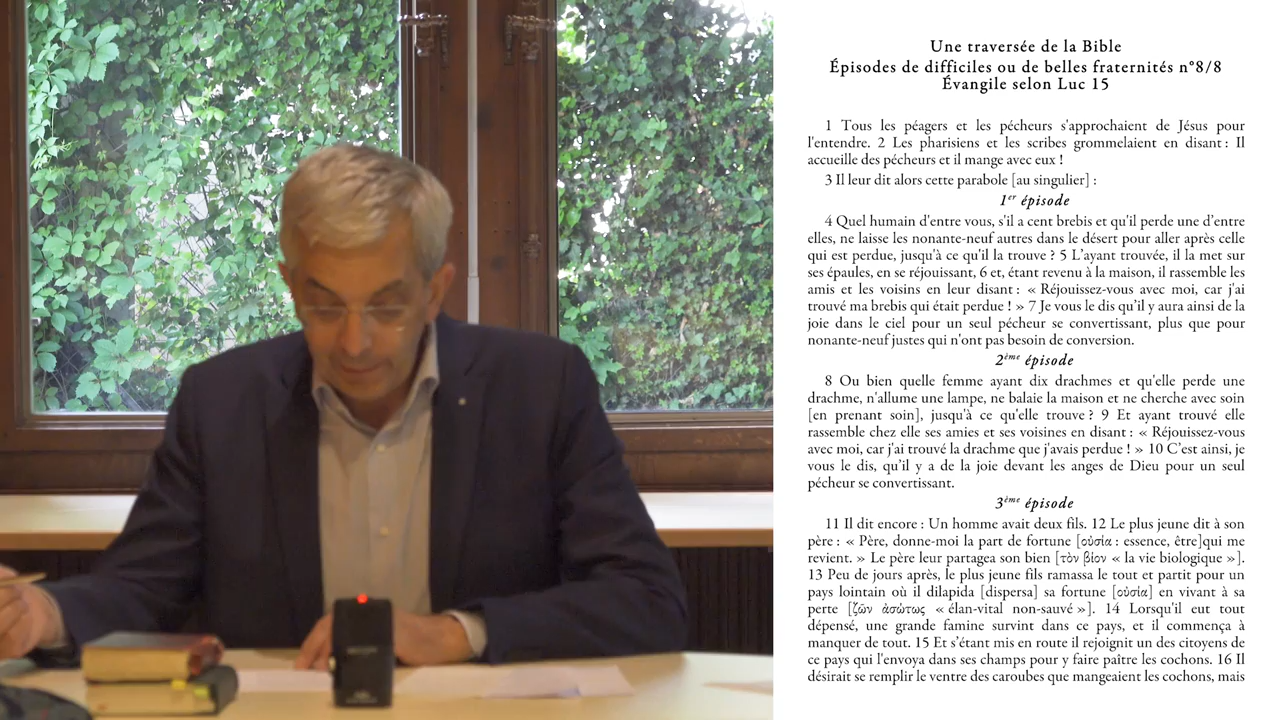 Une traversée de la Bible
Épisodes de difficiles ou de belles fraternités n°8/8
Évangile selon Luc 15
1 Tous les péagers et les pécheurs s'approchaient de Jésus pour
l'entendre. 2 Les pharisiens et les scribes grommelaient en disant : Il
accueille des pécheurs et il mange avec eux !
3 Il leur dit alors cette parabole [au singulier] :
1er épisode
4 Quel humain d'entre vous, s'il a cent brebis et qu'il perde une d’entre
elles, ne laisse les nonante-neuf autres dans le désert pour aller après celle
qui est perdue, jusqu'à ce qu'il la trouve ? 5 L’ayant trouvée, il la met sur
ses épaules, en se réjouissant, 6 et, étant revenu à la maison, il rassemble les
amis et les voisins en leur disant : « Réjouissez-vous avec moi, car j'ai
trouvé ma brebis qui était perdue ! » 7 Je vous le dis qu’il y aura ainsi de la
joie dans le ciel pour un seul pécheur se convertissant, plus que pour
nonante-neuf justes qui n'ont pas besoin de conversion.
2ème épisode
8 Ou bien quelle femme ayant dix drachmes et qu'elle perde une
drachme, n'allume une lampe, ne balaie la maison et ne cherche avec soin
[en prenant soin], jusqu'à ce qu'elle trouve ? 9 Et ayant trouvé elle
rassemble chez elle ses amies et ses voisines en disant : « Réjouissez-vous
avec moi, car j'ai trouvé la drachme que j'avais perdue ! » 10 C’est ainsi, je
vous le dis, qu’il y a de la joie devant les anges de Dieu pour un seul
pécheur se convertissant.
3ème épisode
11 Il dit encore : Un homme avait deux fils. 12 Le plus jeune dit à son
père : « Père, donne-moi la part de fortune [οὐσία : essence, être]qui me
revient. » Le père leur partagea son bien [τὸν βίον « la vie biologique »].
13 Peu de jours après, le plus jeune fils ramassa le tout et partit pour un
pays lointain où il dilapida [dispersa] sa fortune [οὐσία] en vivant à sa
perte [ζῶν ἀσώτως « élan-vital non-sauvé »]. 14 Lorsqu'il eut tout
dépensé, une grande famine survint dans ce pays, et il commença à
manquer de tout. 15 Et s’étant mis en route il rejoignit un des citoyens de
ce pays qui l'envoya dans ses champs pour y faire paître les cochons. 16 Il
désirait se remplir le ventre des caroubes que mangeaient les cochons, mais